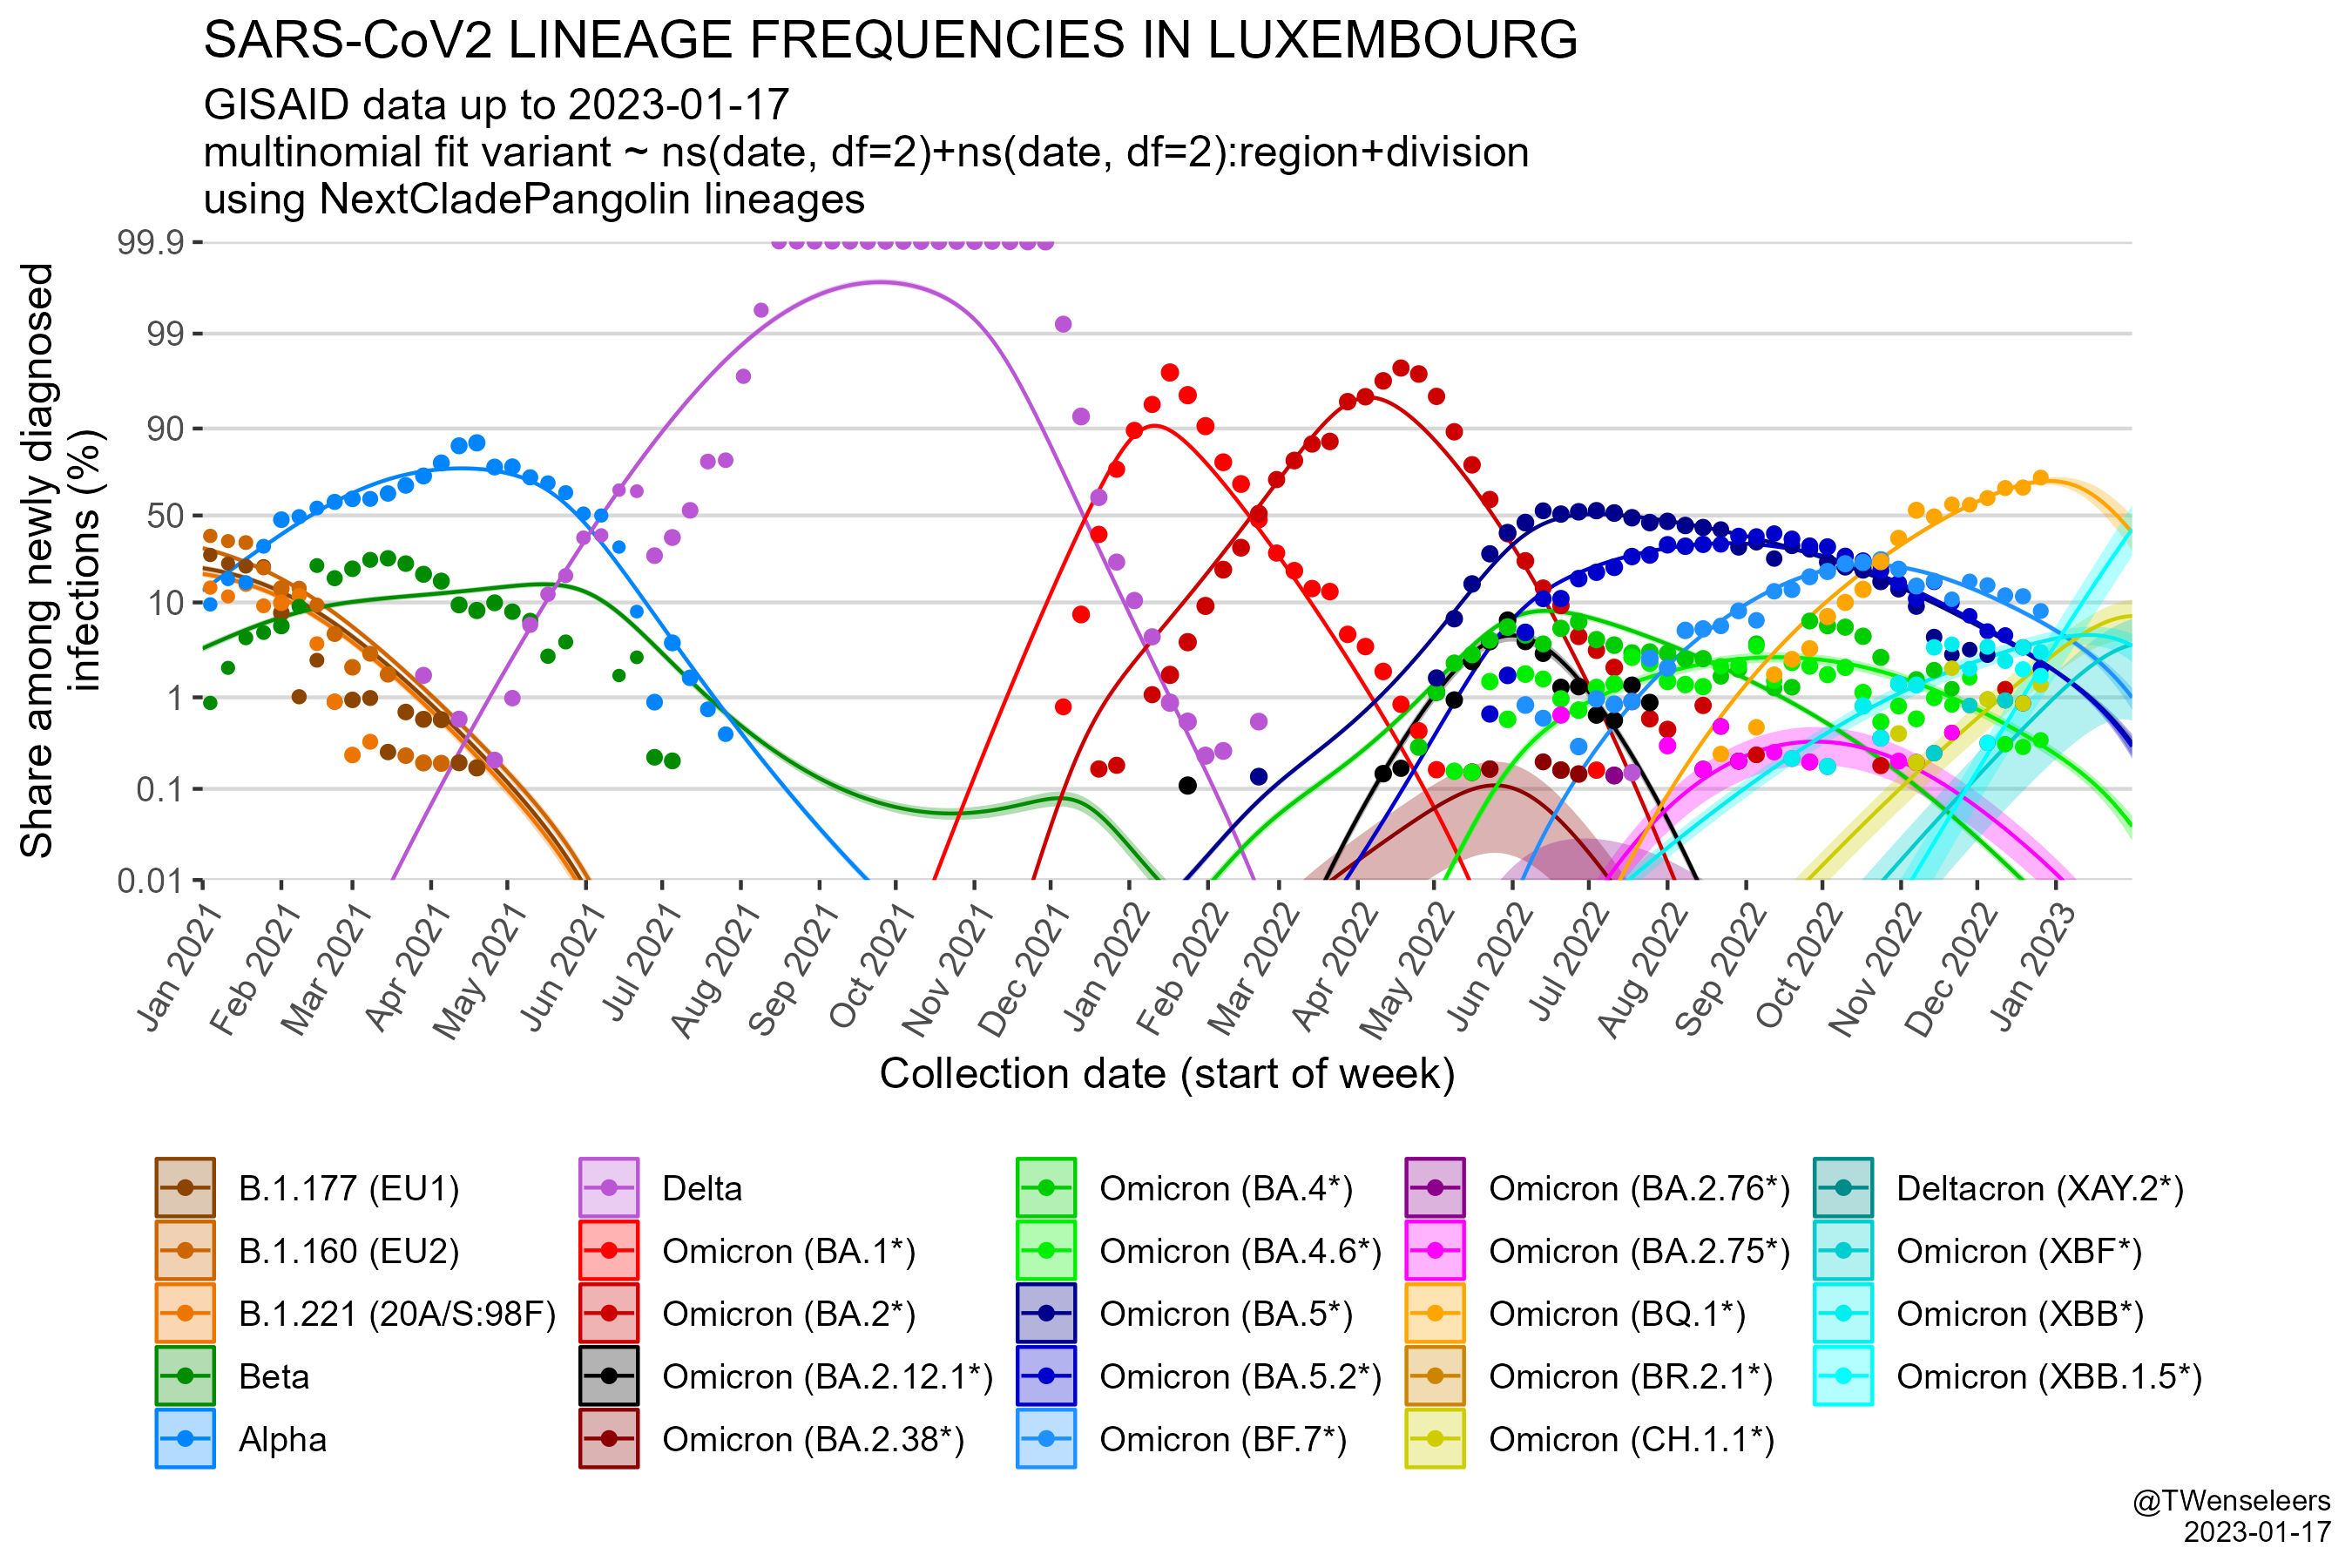 SARS-CoV2 LINEAGE FREQUENCIES IN LUXEMBOURG
GISAID data up to 2023-01-17
multinomial fit variant ~ ns(date, df=2)+ns(date, df=2):region+division
using NextCladePangolin lineages
Share among newly diagnosed
infections (%)
99.9
99
90
50
10
1
0.1
0.01
Jan 2021
Feb 2021
Mar 2021
Apr 2021
May 2021
Jun 2021
Jul 2021
Aug 2021
Sep 2021
Oct 2021
Nov 2021
Dec 2021
Jan 2022
Feb 2022
Mar 2022
Apr 2022
May 2022
Jun 2022
Jul 2022
Aug 2022
Sep 2022
Oct 2022
Nov 2022
Dec 2022
Jan 2023
Collection date (start of week)
B.1.177 (EU1)
B.1.160 (EU2)
B.1.221 (20A/S:98F)
Beta
Alpha
Delta
Omicron (BA.1*)
Omicron (BA.2*)
Omicron (BA.2.12.1*)
Omicron (BA.2.38*)
Omicron (BA.4*)
Omicron (BA.4.6*)
Omicron (BA.5*)
Omicron (BA.5.2*)
Omicron (BF.7*)
Omicron (BA.2.76*)
Omicron (BA.2.75*)
Omicron (BQ.1*)
Omicron (BR.2.1*)
Omicron (CH.1.1*)
Deltacron (XAY.2*)
Omicron (XBF*)
Omicron (XBB*)
Omicron (XBB.1.5*)
@TWenseleers
2023-01-17